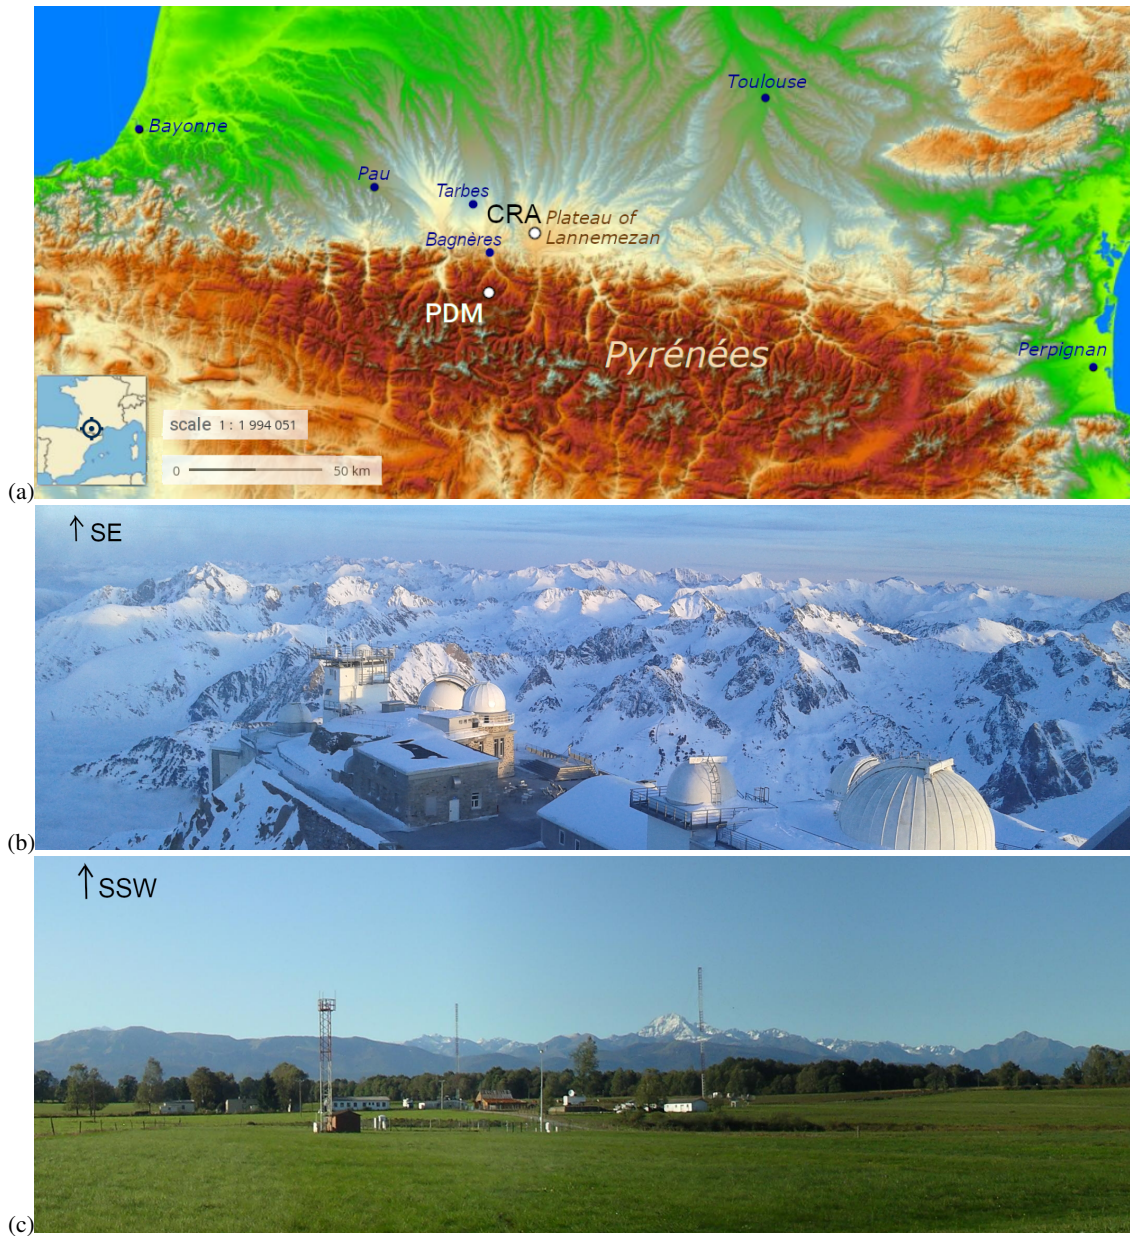 Toulouse
Bayonne
Pau
Tarbes
CRA
Plateau of
Lannemezan
Bagnères
PDM
Pyrénées
Perpignan
scale 1 : 1 994 051
0 50 km
(a)
↑ SE
(b)
↑ SSW
(c)